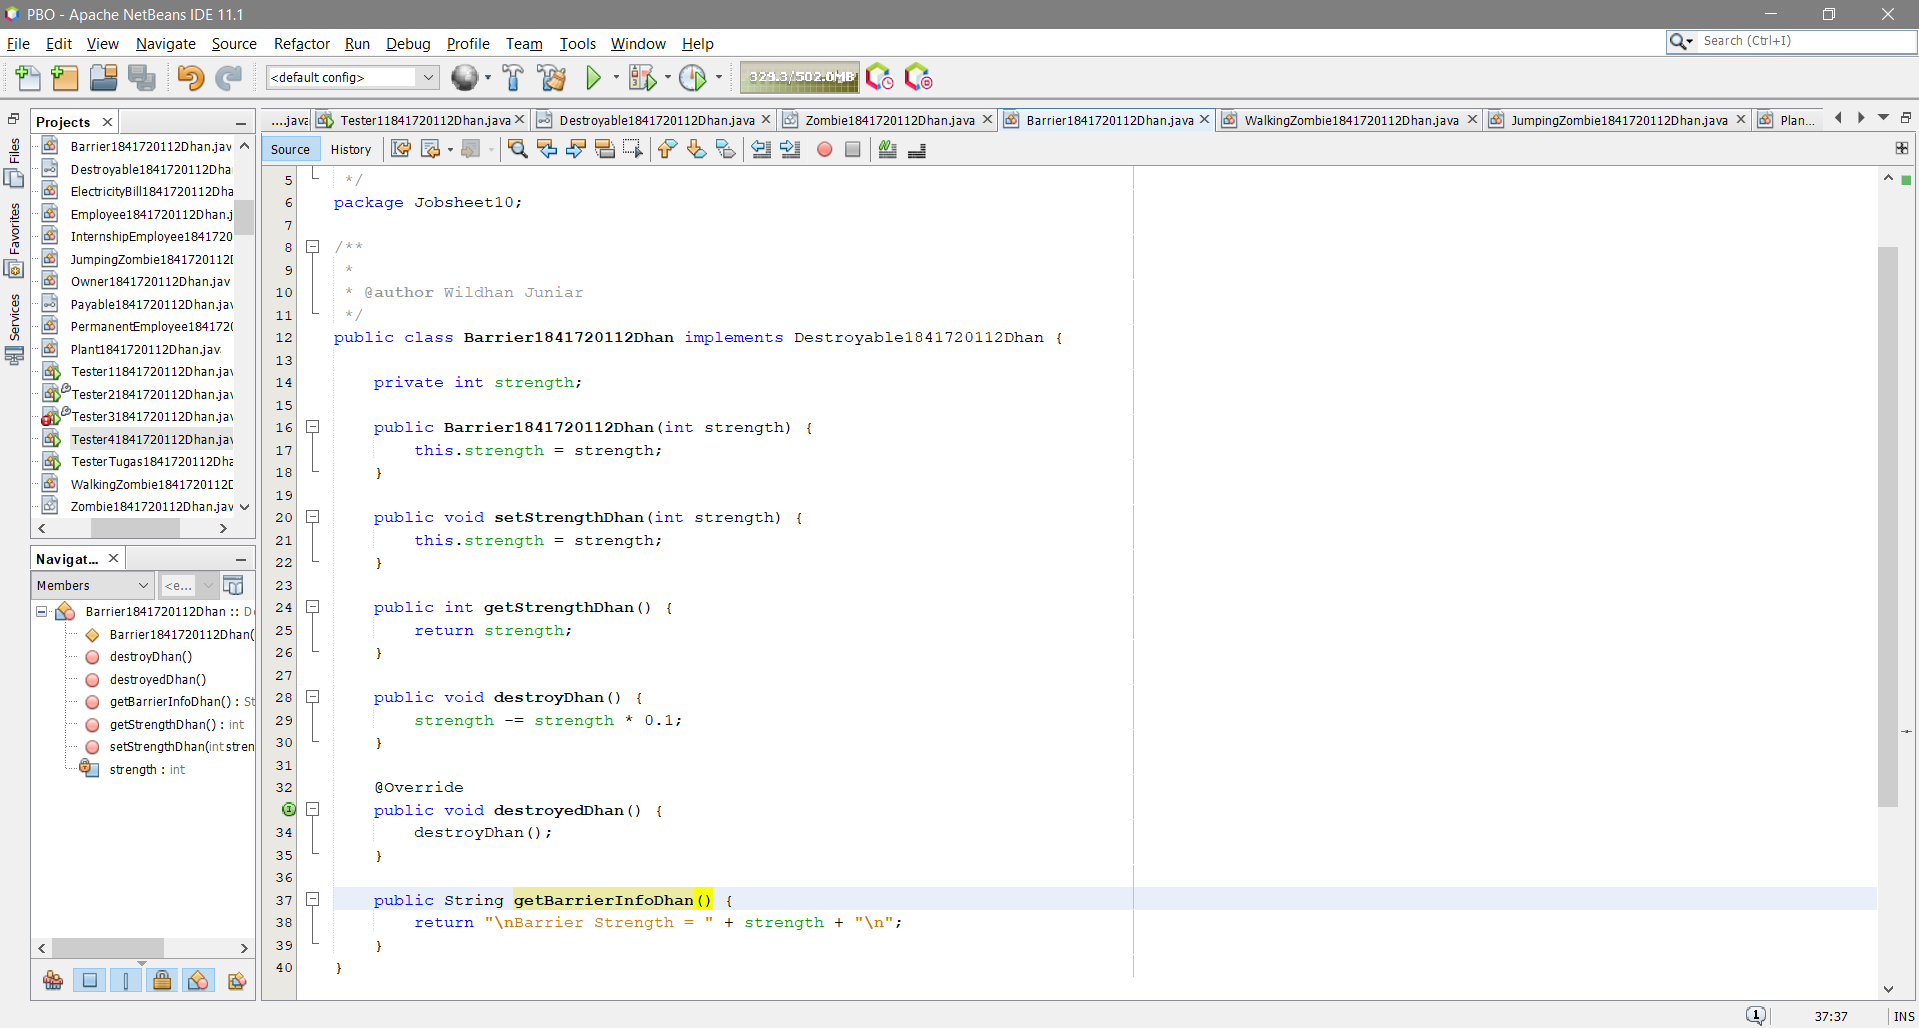 PBO - Apache NetBeans IDE 11.1
File Edit View Navigate Source Refactor Run Debug Profile Team Tools Window Help
Search (Ctrl+I)
<default config>
329.3/502.0MB
Projects
....java
Tester11841720112Dhan.java
Destroyable1841720112Dhan.java
Zombie1841720112Dhan.java
Barrier1841720112Dhan.java
WalkingZombie1841720112Dhan.java
JumpingZombie1841720112Dhan.java
Plan...
Source History
Files
Favorites
Services
Barrier1841720112Dhan.jav
Destroyable1841720112Dha
ElectricityBill1841720112Dha
Employee1841720112Dhan.j
InternshipEmployee1841720
JumpingZombie1841720112D
Owner1841720112Dhan.jav
Payable1841720112Dhan.jav
PermanentEmployee1841720
Plant1841720112Dhan.jav
Tester11841720112Dhan.jav
Tester21841720112Dhan.jav
Tester31841720112Dhan.jav
Tester41841720112Dhan.jav
TesterTugas1841720112Dha
WalkingZombie1841720112D
Zombie1841720112Dhan.jav
Navigat...
Members
<e...
Barrier1841720112Dhan :: De
Barrier1841720112Dhan(
destroyDhan()
destroyedDhan()
getBarrierInfoDhan() : St
getStrengthDhan() : int
setStrengthDhan(int stren
strength : int
5 */
6 package Jobsheet10;
7
8 /**
9 *
10 * @author Wildhan Juniar
11 */
12 public class Barrier1841720112Dhan implements Destroyable1841720112Dhan {
13
14 private int strength;
15
16 public Barrier1841720112Dhan(int strength) {
17 this.strength = strength;
18 }
19
20 public void setStrengthDhan(int strength) {
21 this.strength = strength;
22 }
23
24 public int getStrengthDhan() {
25 return strength;
26 }
27
28 public void destroyDhan() {
29 strength -= strength * 0.1;
30 }
31
32 @Override
public void destroyedDhan() {
34 destroyDhan();
35 }
36
37 public String getBarrierInfoDhan() {
38 return "\nBarrier Strength = " + strength + "\n";
39 }
40 }
1
37:37
INS